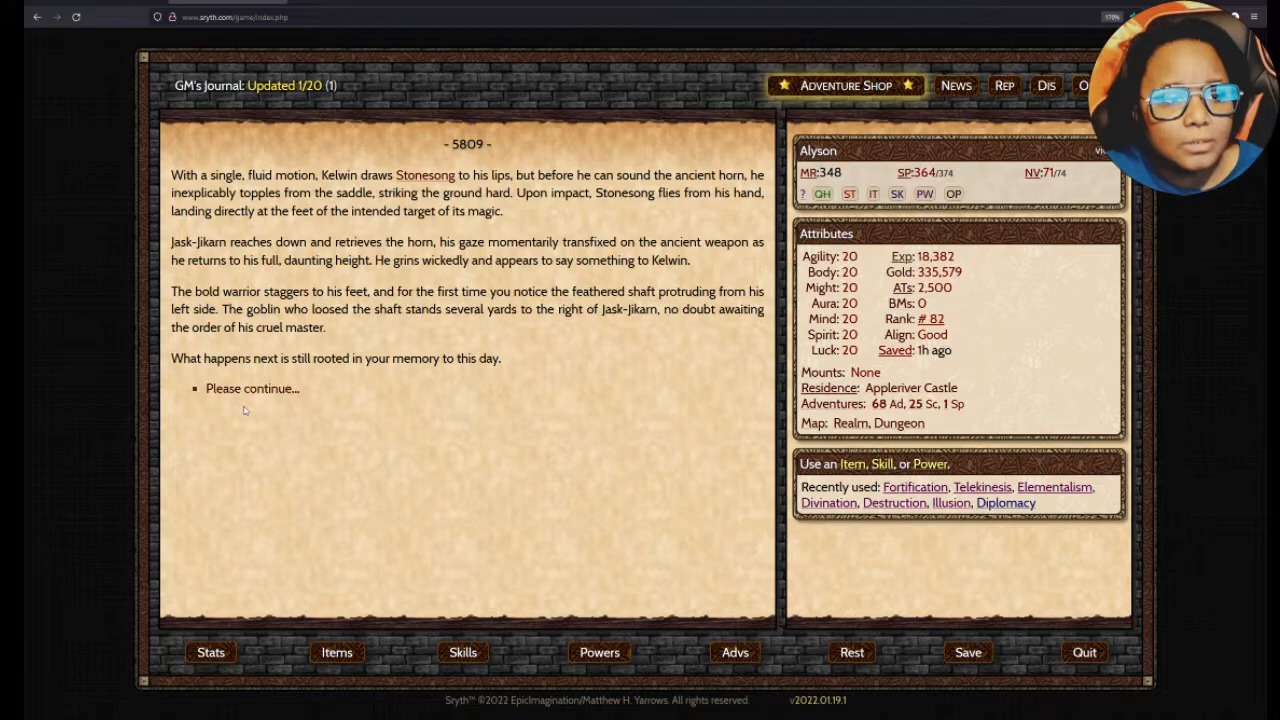 www.sryth.com/game/index.php
170%
GM's Journal: Updated 1/20 (1)
ADVENTURE SHOP
NEWS
REP
DIS
- 5809 -
With a single, fluid motion, Kelwin draws Stonesong to his lips, but before he can sound the ancient horn, he
inexplicably topples from the saddle, striking the ground hard. Upon impact, Stonesong flies from his hand,
landing directly at the feet of the intended target of its magic.
Jask-Jikarn reaches down and retrieves the horn, his gaze momentarily transfixed on the ancient weapon as
he returns to his full, daunting height. He grins wickedly and appears to say something to Kelwin.
The bold warrior staggers to his feet, and for the first time you notice the feathered shaft protruding from his
left side. The goblin who loosed the shaft stands several yards to the right of Jask-Jikarn, no doubt awaiting
the order of his cruel master.
What happens next is still rooted in your memory to this day.
Please continue...
Alyson
MR:348 SP:364/374 NV:71/74
? QH ST IT SK PW OP
Attributes
Agility: 20 Exp: 18,382
Body: 20 Gold: 335,579
Might: 20 ATs: 2,500
Aura: 20 BMs: 0
Mind: 20 Rank: # 82
Spirit: 20 Align: Good
Luck: 20 Saved: 1h ago
Mounts: None
Residence: Appleriver Castle
Adventures: 68 Ad, 25 Sc, 1 Sp
Map: Realm, Dungeon
Use an Item, Skill, or Power.
Recently used: Fortification, Telekinesis, Elementalism,
Divination, Destruction, Illusion, Diplomacy
Stats
Items
Skills
Powers
Advs
Rest
Save
Quit
Sryth™ ©2022 EpicImagination/Matthew H. Yarrows. All rights reserved. v2022.01.19.1